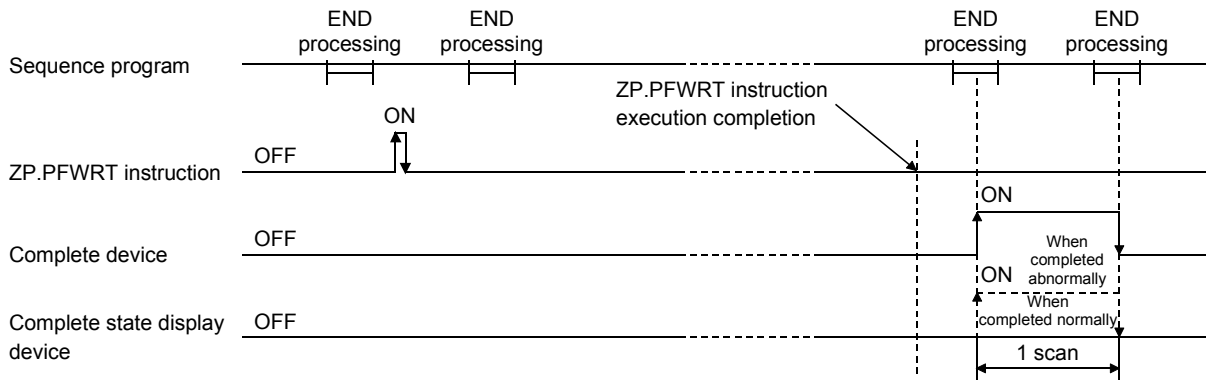 END
processing
END
processing
END
processing
END
processing
Sequence program
ZP.PFWRT instruction
execution completion
ON
OFF
ZP.PFWRT instruction
ON
OFF
Complete device
When
completed
abnormally
ON
When
completed normally
OFF
Complete state display
device
1 scan